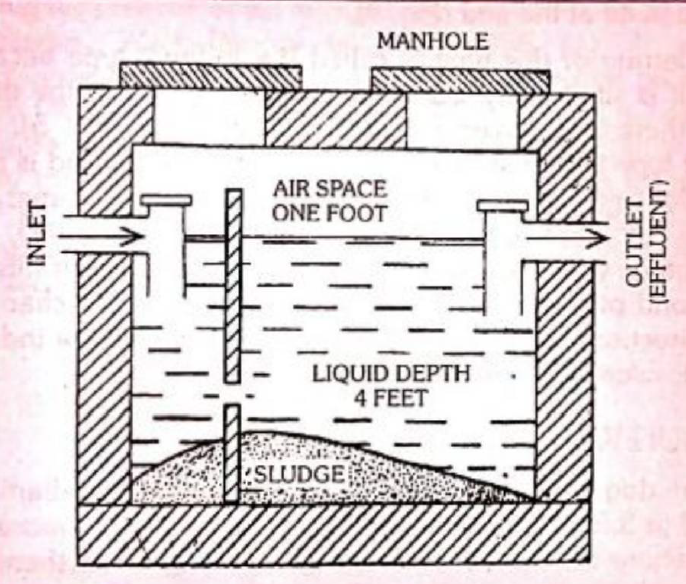 MANHOLE
AIR SPACE
ONE FOOT
INLET
OUTLET
(EFFLUENT)
LIQUID DEPTH
4 FEET
SLUDGE